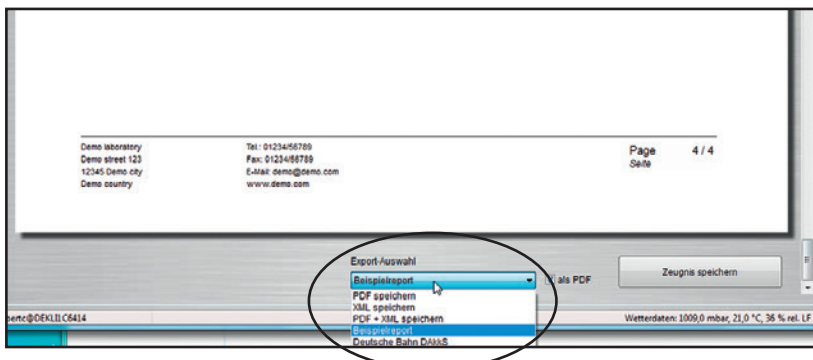 Demo laboratory
Demo street 123
12345 Demo city
Demo country
Tel.: 01234/56789
Fax: 01234/56789
E-Mail: demo@demo.com
www.demo.com
Page 4 / 4
Seite
Export-Auswahl
Beispielreport
als PDF
Zeugnis speichern
PDF speichern
XML speichern
PDF + XML speichern
Beispielreport
Deutsche Bahn DAkkS
Wetterdaten: 1009,0 mbar, 21,0 °C, 36 % rel. LF